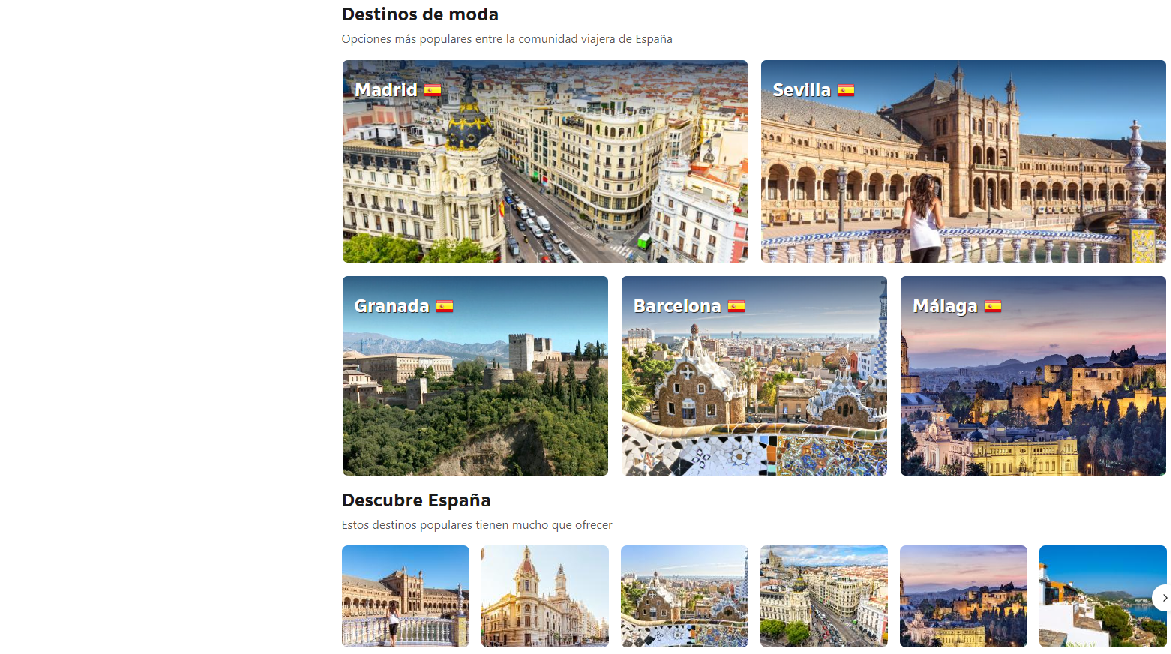 Destinos de moda
Opciones más populares entre la comunidad viajera de España
Madrid
Sevilla
Granada
Barcelona
Málaga
Descubre España
Estos destinos populares tienen mucho que ofrecer